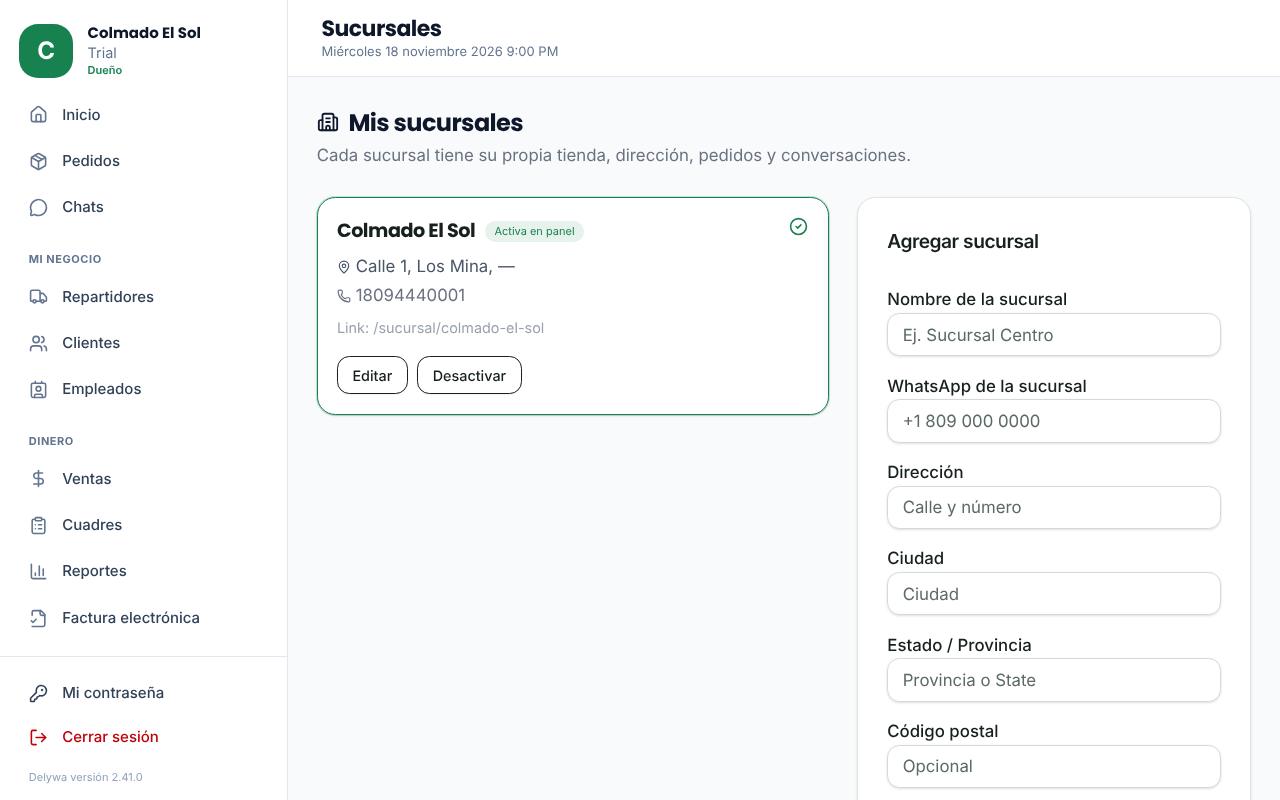 C
Colmado El Sol
Trial
Dueño
Inicio
Pedidos
Chats
MI NEGOCIO
Repartidores
Clientes
Empleados
DINERO
Ventas
Cuadres
Reportes
Factura electrónica
Mi contraseña
Cerrar sesión
Delywa versión 2.41.0
Sucursales
Miércoles 18 noviembre 2026 9:00 PM
Mis sucursales
Cada sucursal tiene su propia tienda, dirección, pedidos y conversaciones.
Colmado El Sol Activa en panel
Calle 1, Los Mina, —
18094440001
Link: /sucursal/colmado-el-sol
Editar Desactivar
Agregar sucursal
Nombre de la sucursal
Ej. Sucursal Centro
WhatsApp de la sucursal
+1 809 000 0000
Dirección
Calle y número
Ciudad
Ciudad
Estado / Provincia
Provincia o State
Código postal
Opcional